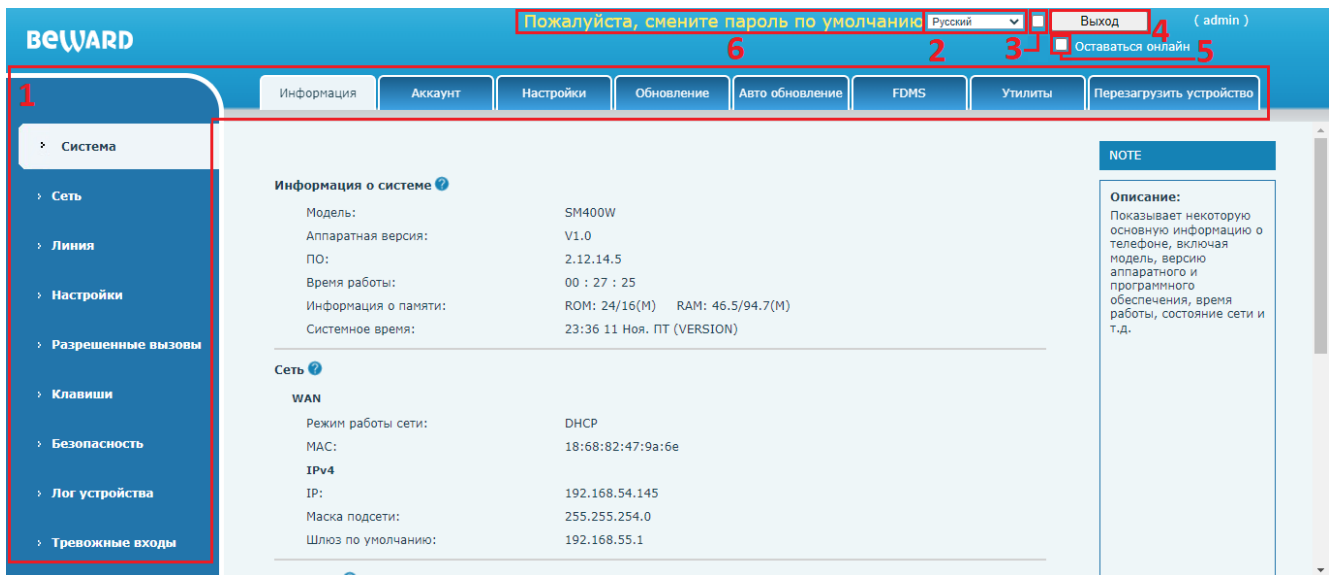 BEWARD
Пожалуйста, смените пароль по умолчанию Русский Выход ( admin )
Оставаться онлайн
6 2 3 4 5
1
Информация Аккаунт Настройки Обновление Авто обновление FDMS Утилиты Перезагрузить устройство
› Система
› Сеть
› Линия
› Настройки
› Разрешенные вызовы
› Клавиши
› Безопасность
› Лог устройства
› Тревожные входы
Информация о системе ?
Модель: SM400W
Аппаратная версия: V1.0
ПО: 2.12.14.5
Время работы: 00 : 27 : 25
Информация о памяти: ROM: 24/16(M) RAM: 46.5/94.7(M)
Системное время: 23:36 11 Ноя. ПТ (VERSION)
Сеть ?
WAN
Режим работы сети: DHCP
MAC: 18:68:82:47:9a:6e
IPv4
IP: 192.168.54.145
Маска подсети: 255.255.254.0
Шлюз по умолчанию: 192.168.55.1
NOTE
Описание:
Показывает некоторую
основную информацию о
телефоне, включая
модель, версию
аппаратного и
программного
обеспечения, время
работы, состояние сети и
т.д.